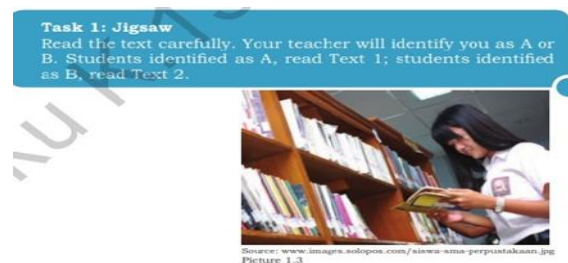 Task 1: Jigsaw
Read the text carefully. Your teacher will identify you as A or
B. Students identified as A, read Text 1; students identified
as B, read Text 2.
Source: www.images.solopos.com/siswa-sma-perpustakaan.jpg
Picture 1.3